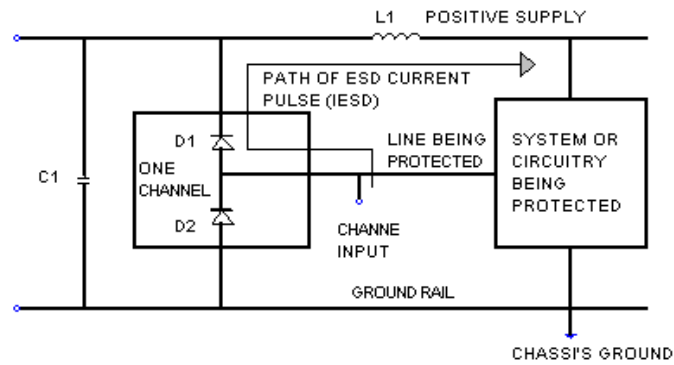 L1 POSITIVE SUPPLY
PATH OF ESD CURRENT
PULSE (IESD)
D1
ONE
CHANNEL
D2
C1
LINE BEING
PROTECTED
SYSTEM OR
CIRCUITRY
BEING
PROTECTED
CHANNE
INPUT
GROUND RAIL
CHASSI'S GROUND